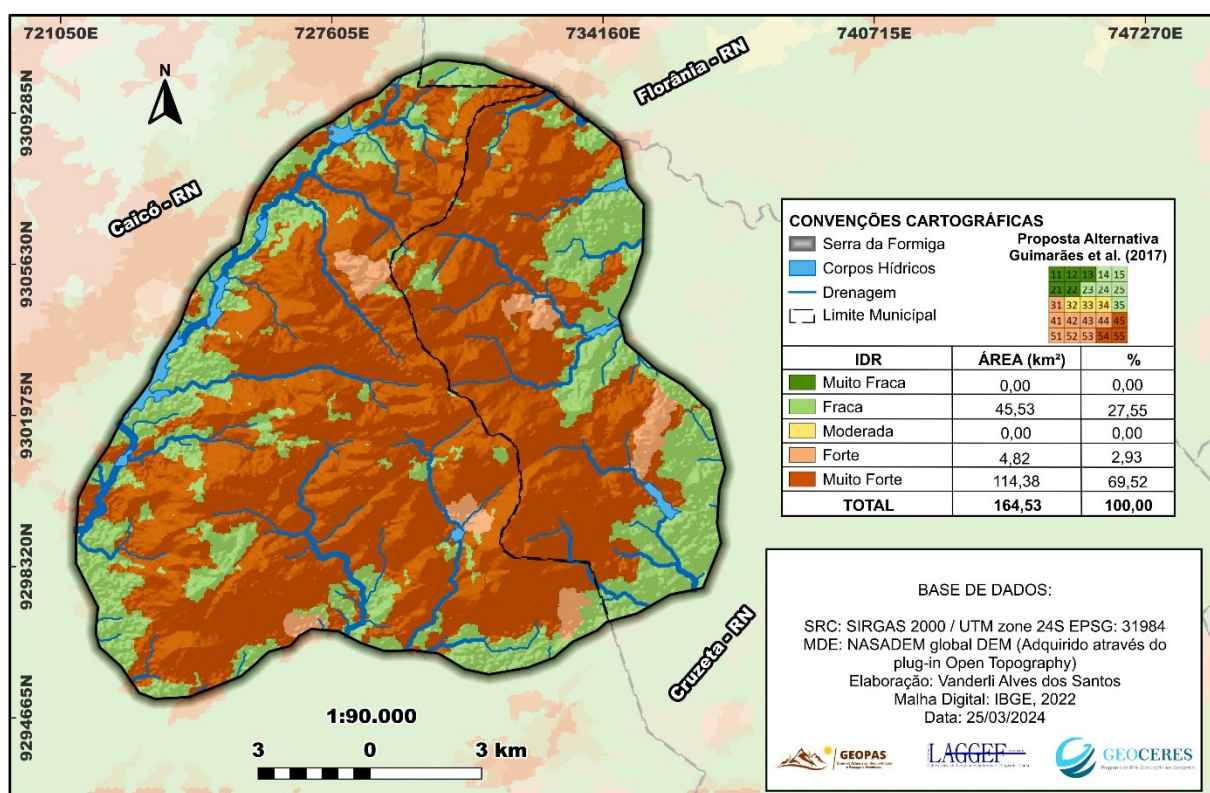 721050E 727605E 734160E 740715E 747270E
9309285N
9305630N
9301975N
9298320N
9294665N
N
Florânia - RN
Caicó - RN
Cruzeta - RN
CONVENÇÕES CARTOGRÁFICAS
Serra da Formiga
Corpos Hídricos
Drenagem
Limite Municípal
Proposta Alternativa
Guimarães et al. (2017)
11 12 13 14 15
21 22 23 24 25
31 32 33 34 35
41 42 43 44 45
51 52 53 54 55
IDR ÁREA (km²) %
Muito Fraca 0,00 0,00
Fraca 45,53 27,55
Moderada 0,00 0,00
Forte 4,82 2,93
Muito Forte 114,38 69,52
TOTAL 164,53 100,00
1:90.000
3 0 3 km
BASE DE DADOS:
SRC: SIRGAS 2000 / UTM zone 24S EPSG: 31984
MDE: NASADEM global DEM (Adquirido através do
plug-in Open Topography)
Elaboração: Vanderli Alves dos Santos
Malha Digital: IBGE, 2022
Data: 25/03/2024
GEOPAS
LAGGEF
GEOCERES